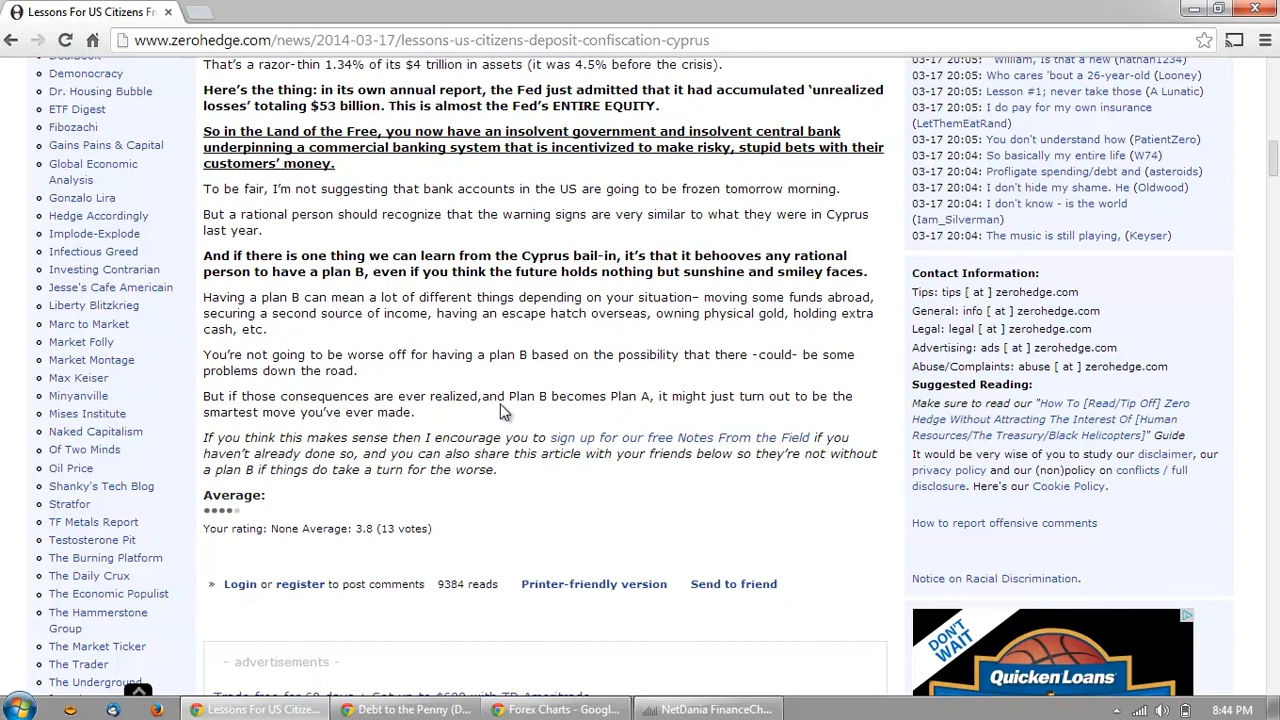 Lessons For US Citizens Fr
www.zerohedge.com/news/2014-03-17/lessons-us-citizens-deposit-confiscation-cyprus
Demonocracy
Dr. Housing Bubble
ETF Digest
Fibozachi
Gains Pains & Capital
Global Economic
Analysis
Gonzalo Lira
Hedge Accordingly
Implode-Explode
Infectious Greed
Investing Contrarian
Jesse's Cafe Americain
Liberty Blitzkrieg
Marc to Market
Market Folly
Market Montage
Max Keiser
Minyanville
Mises Institute
Naked Capitalism
Of Two Minds
Oil Price
Shanky's Tech Blog
Stratfor
TF Metals Report
Testosterone Pit
The Burning Platform
The Daily Crux
The Economic Populist
The Hammerstone
Group
The Market Ticker
The Trader
The Underground
That's a razor-thin 1.34% of its $4 trillion in assets (it was 4.5% before the crisis).
Here's the thing: in its own annual report, the Fed just admitted that it had accumulated 'unrealized
losses' totaling $53 billion. This is almost the Fed's ENTIRE EQUITY.
So in the Land of the Free, you now have an insolvent government and insolvent central bank
underpinning a commercial banking system that is incentivized to make risky, stupid bets with their
customers' money.
To be fair, I'm not suggesting that bank accounts in the US are going to be frozen tomorrow morning.
But a rational person should recognize that the warning signs are very similar to what they were in Cyprus
last year.
And if there is one thing we can learn from the Cyprus bail-in, it's that it behooves any rational
person to have a plan B, even if you think the future holds nothing but sunshine and smiley faces.
Having a plan B can mean a lot of different things depending on your situation– moving some funds abroad,
securing a second source of income, having an escape hatch overseas, owning physical gold, holding extra
cash, etc.
You're not going to be worse off for having a plan B based on the possibility that there -could- be some
problems down the road.
But if those consequences are ever realized,and Plan B becomes Plan A, it might just turn out to be the
smartest move you've ever made.
If you think this makes sense then I encourage you to sign up for our free Notes From the Field if you
haven't already done so, and you can also share this article with your friends below so they're not without
a plan B if things do take a turn for the worse.
Average:
Your rating: None Average: 3.8 (13 votes)
» Login or register to post comments 9384 reads Printer-friendly version Send to friend
- advertisements -
03-17 20:05: William, Is that a new (nathan1234)
03-17 20:05: Who cares 'bout a 26-year-old (Looney)
03-17 20:05: Lesson #1; never take those (A Lunatic)
03-17 20:05: I do pay for my own insurance
(LetThemEatRand)
03-17 20:05: You don't understand how (PatientZero)
03-17 20:04: So basically my entire life (W74)
03-17 20:04: Profligate spending/debt and (asteroids)
03-17 20:04: I don't hide my shame. He (Oldwood)
03-17 20:04: I don't know - is the world
(Iam_Silverman)
03-17 20:04: The music is still playing, (Keyser)
Contact Information:
Tips: tips [ at ] zerohedge.com
General: info [ at ] zerohedge.com
Legal: legal [ at ] zerohedge.com
Advertising: ads [ at ] zerohedge.com
Abuse/Complaints: abuse [ at ] zerohedge.com
Suggested Reading:
Make sure to read our "How To [Read/Tip Off] Zero
Hedge Without Attracting The Interest Of [Human
Resources/The Treasury/Black Helicopters]" Guide
It would be very wise of you to study our disclaimer, our
privacy policy and our (non)policy on conflicts / full
disclosure. Here's our Cookie Policy.
How to report offensive comments
Notice on Racial Discrimination.
DON'T
WAIT
Quicken Loans
Lessons For US Citize...
Debt to the Penny (D...
Forex Charts - Googl...
NetDania FinanceCh...
8:44 PM